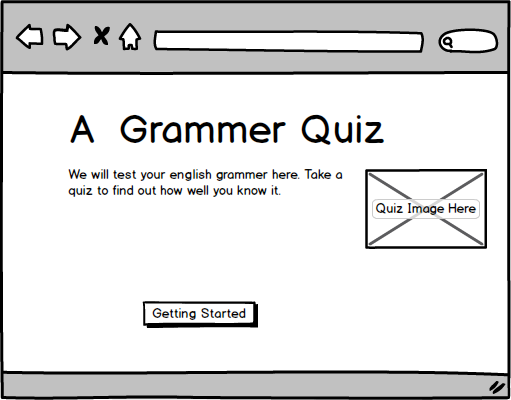 A Grammer Quiz
We will test your english grammer here. Take a
quiz to find out how well you know it.
Quiz Image Here
Getting Started